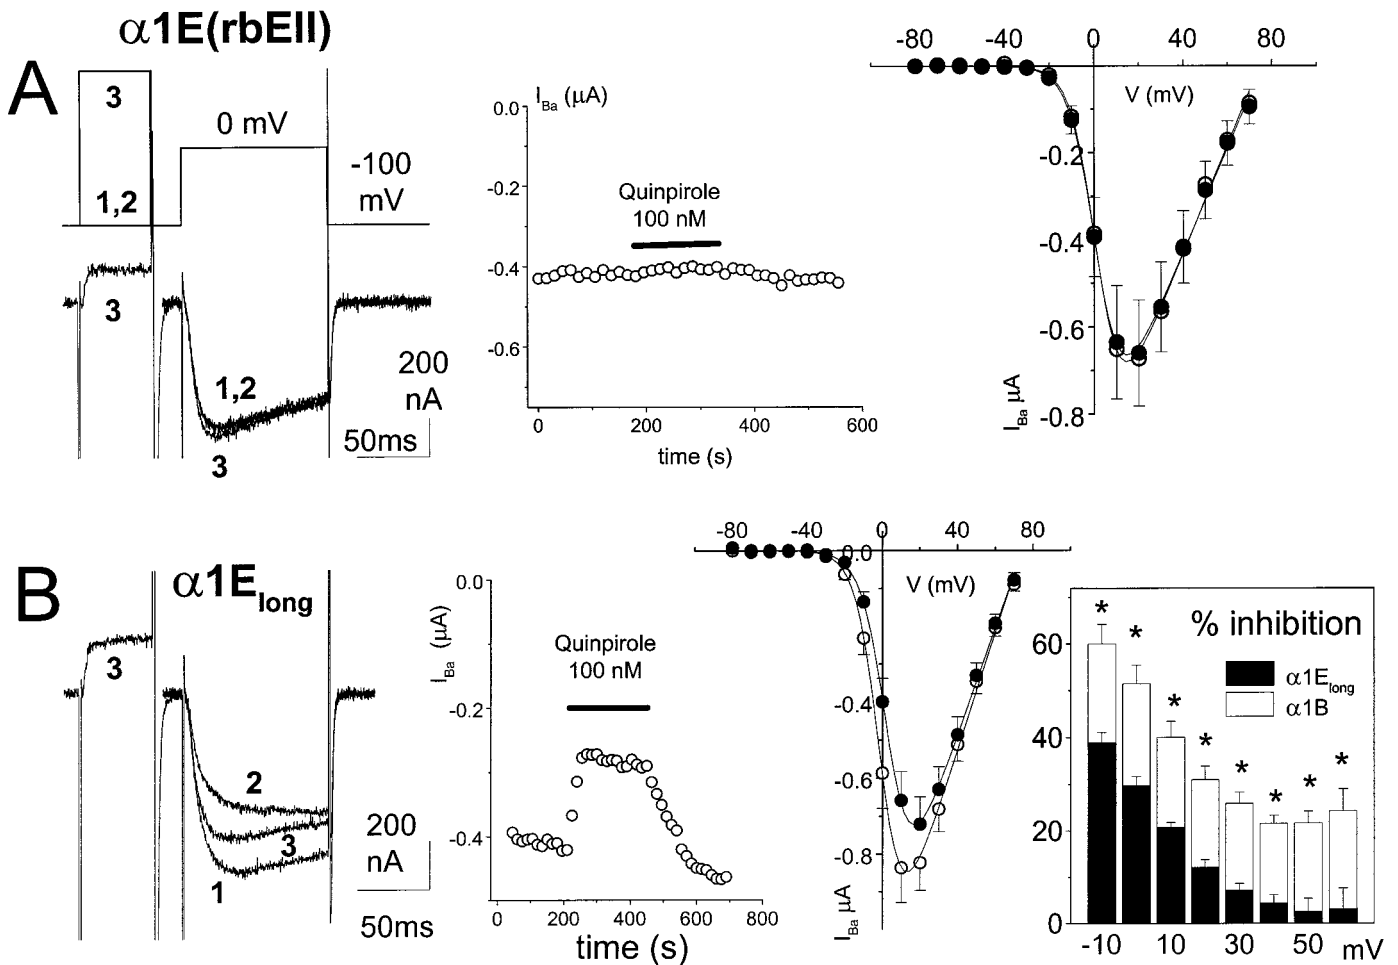 α1E(rbEII)
A
3
1,2
0 mV
-100
mV
3
1,2
3
200
nA
50ms
I_Ba (μA)
0.0
-0.2
-0.4
-0.6
Quinpirole
100 nM
0 200 400 600
time (s)
-80 -40 0 40 80
V (mV)
-0.2
-0.4
-0.6
-0.8
I_Ba μA
B
α1E_long
3
2
3
1
200
nA
50ms
I_Ba (μA)
0.0
-0.2
-0.4
Quinpirole
100 nM
0 200 400 600 800
time (s)
-80 -40 0 40 80
0.0
V (mV)
-0.4
-0.6
-0.8
I_Ba μA
% inhibition
α1E_long
α1B
* * * * * * * *
60
40
20
0
-10 10 30 50 mV